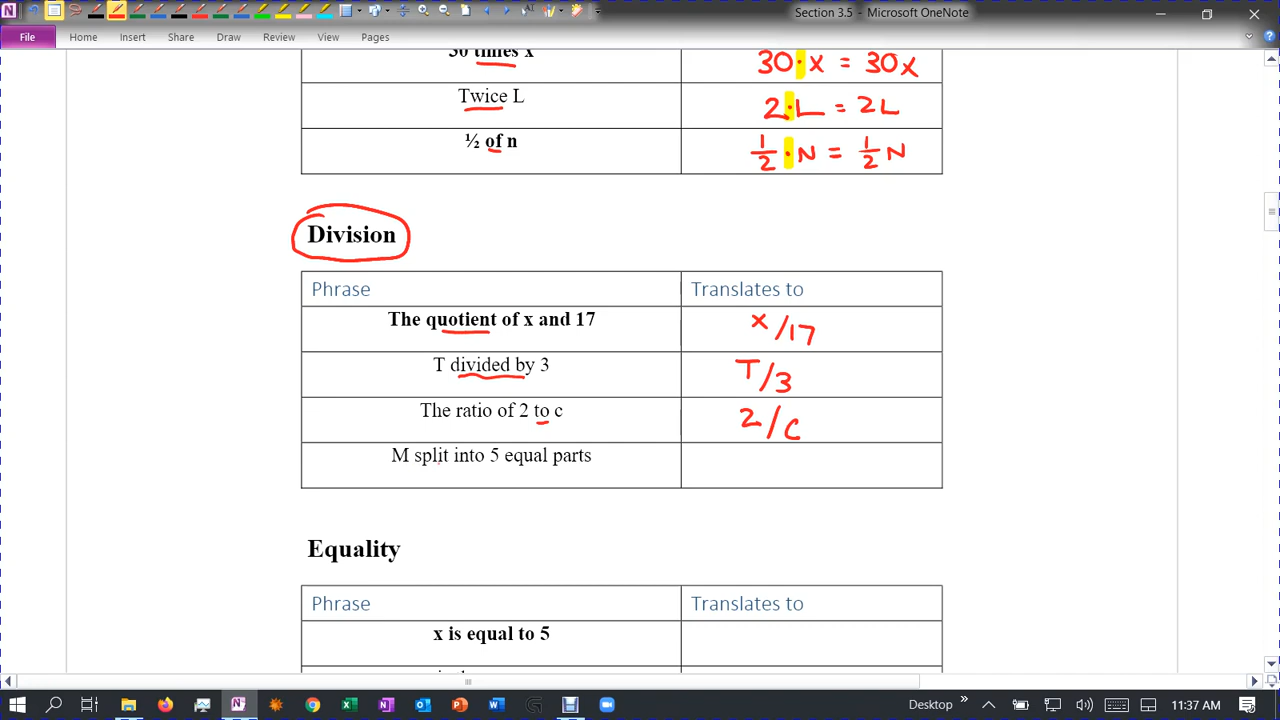 Section 3.5 - Microsoft OneNote
File Home Insert Share Draw Review View Pages
30 times x 30 · x = 30x
Twice L 2 · L = 2L
½ of n 1/2 · N = 1/2 N
Division
Phrase Translates to
The quotient of x and 17 x/17
T divided by 3 T/3
The ratio of 2 to c 2/c
M split into 5 equal parts
Equality
Phrase Translates to
x is equal to 5
Desktop » 11:37 AM